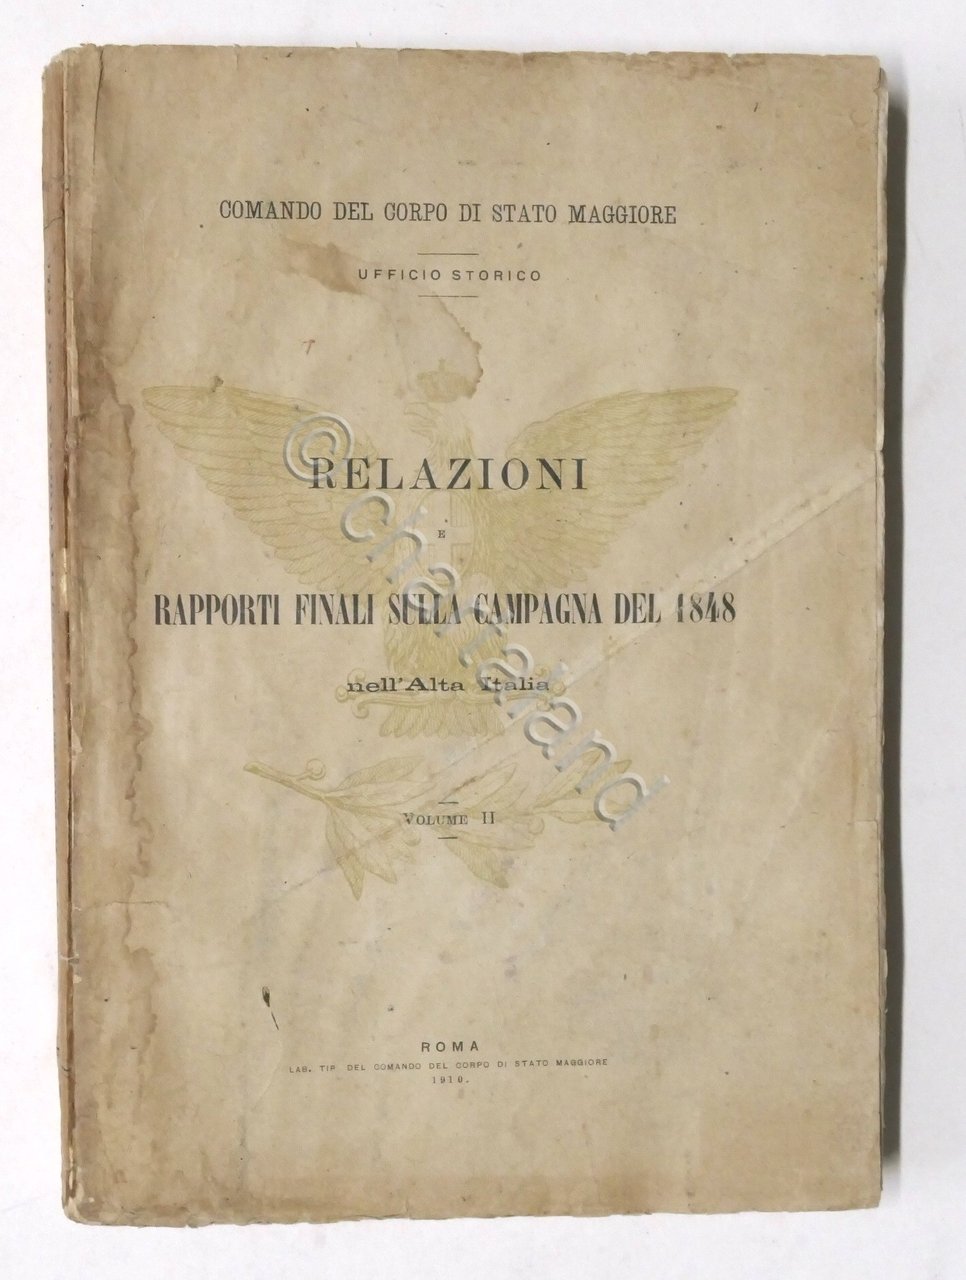 COMANDO DEL CORPO DI STATO MAGGIORE
UFFICIO STORICO
RELAZIONI
E
RAPPORTI FINALI SULLA CAMPAGNA DEL 1848
nell'Alta Italia
VOLUME II
ROMA
LAB. TIP. DEL COMANDO DEL CORPO DI STATO MAGGIORE
1910.
©chartaland